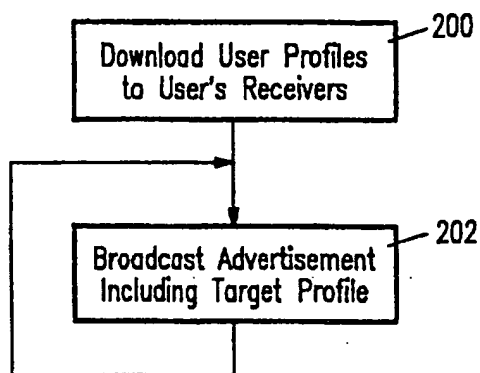 200
Download User Profiles
to User's Receivers
202
Broadcast Advertisement
Including Target Profile